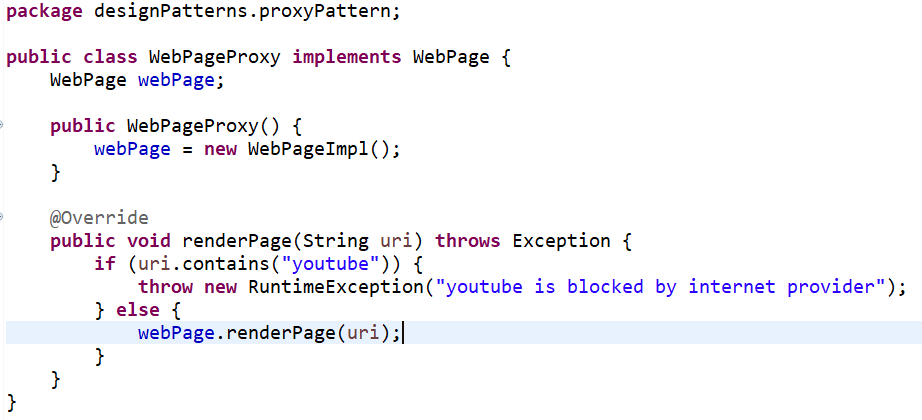 package designPatterns.proxyPattern;
public class WebPageProxy implements WebPage {
WebPage webPage;
public WebPageProxy() {
webPage = new WebPageImpl();
}
@Override
public void renderPage(String uri) throws Exception {
if (uri.contains("youtube")) {
throw new RuntimeException("youtube is blocked by internet provider");
} else {
webPage.renderPage(uri);
}
}
}